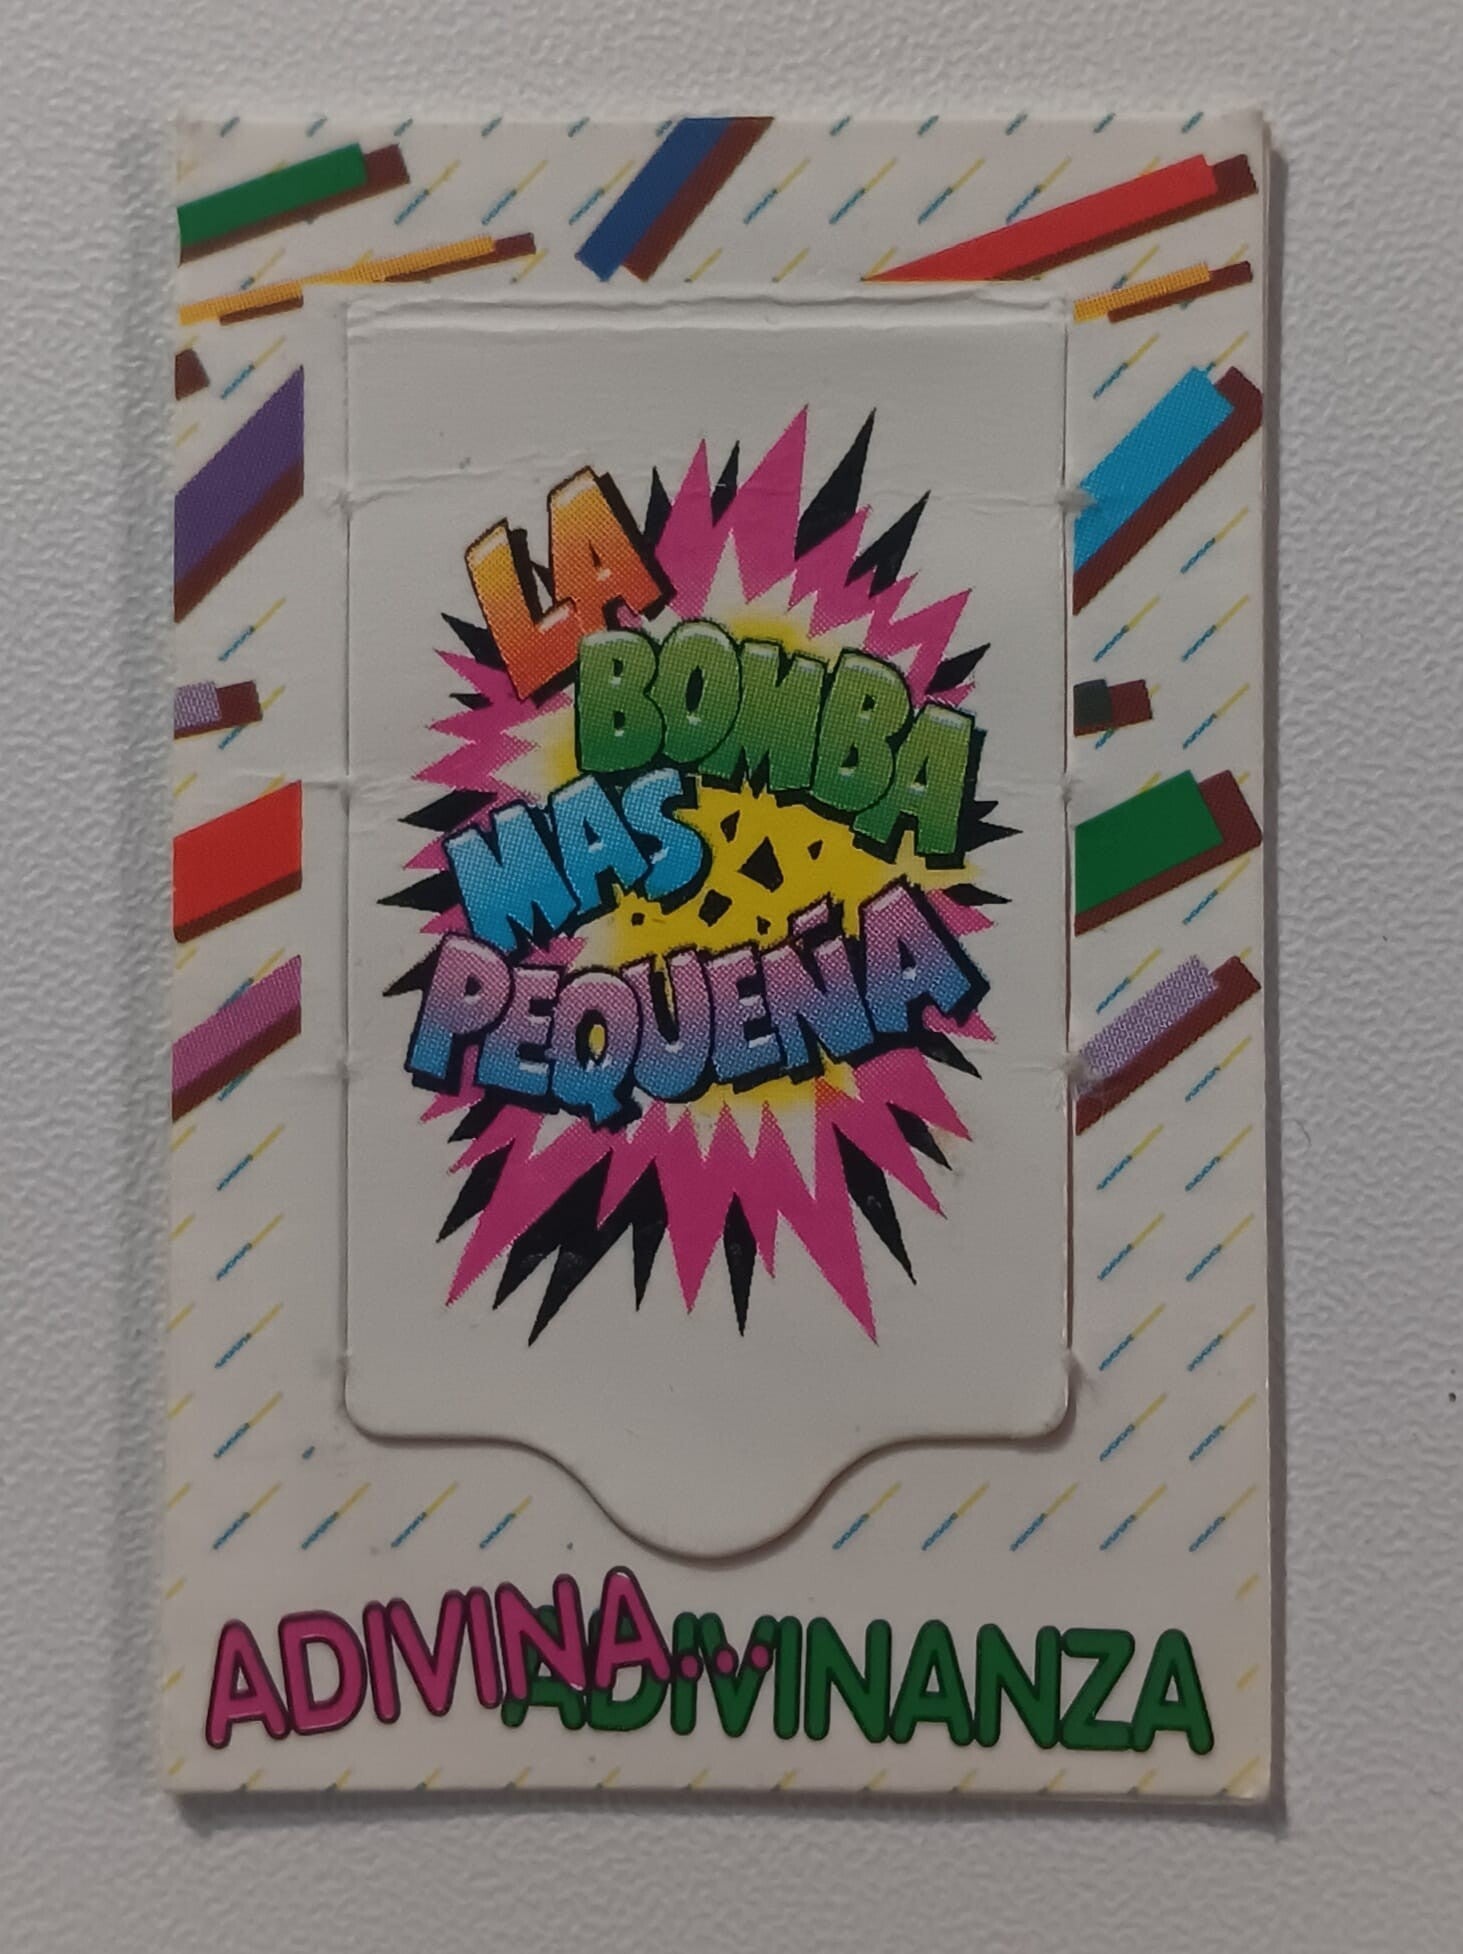 LA
BOMBA
MAS
PEQUEÑA
ADIVINA...
ADIVINANZA